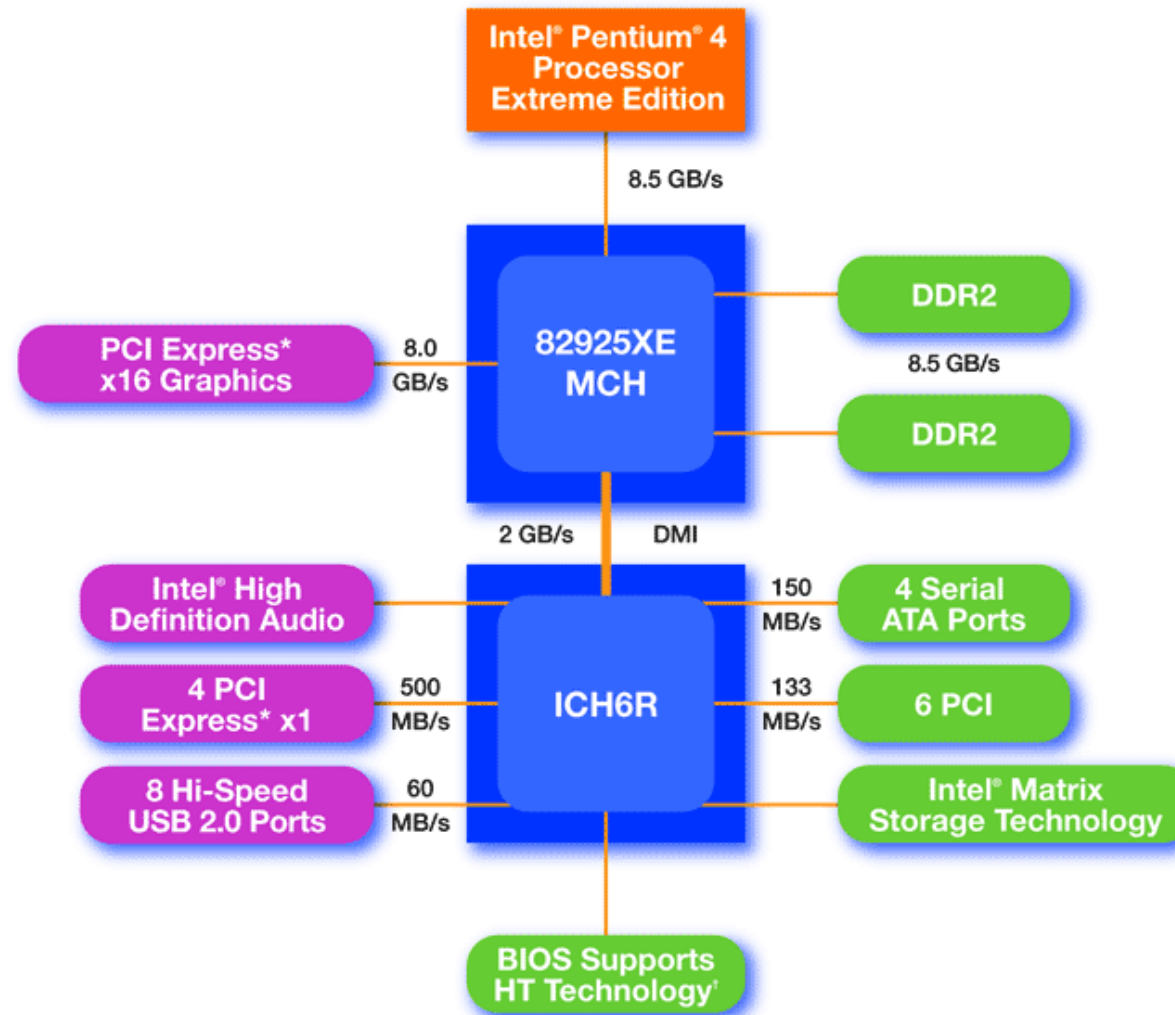 Intel® Pentium® 4
Processor
Extreme Edition
8.5 GB/s
DDR2
PCI Express*
x16 Graphics
8.0
GB/s
82925XE
MCH
8.5 GB/s
DDR2
2 GB/s
DMI
Intel® High
Definition Audio
150
MB/s
4 Serial
ATA Ports
4 PCI
Express* x1
500
MB/s
ICH6R
133
MB/s
6 PCI
8 Hi-Speed
USB 2.0 Ports
60
MB/s
Intel® Matrix
Storage Technology
BIOS Supports
HT Technology†